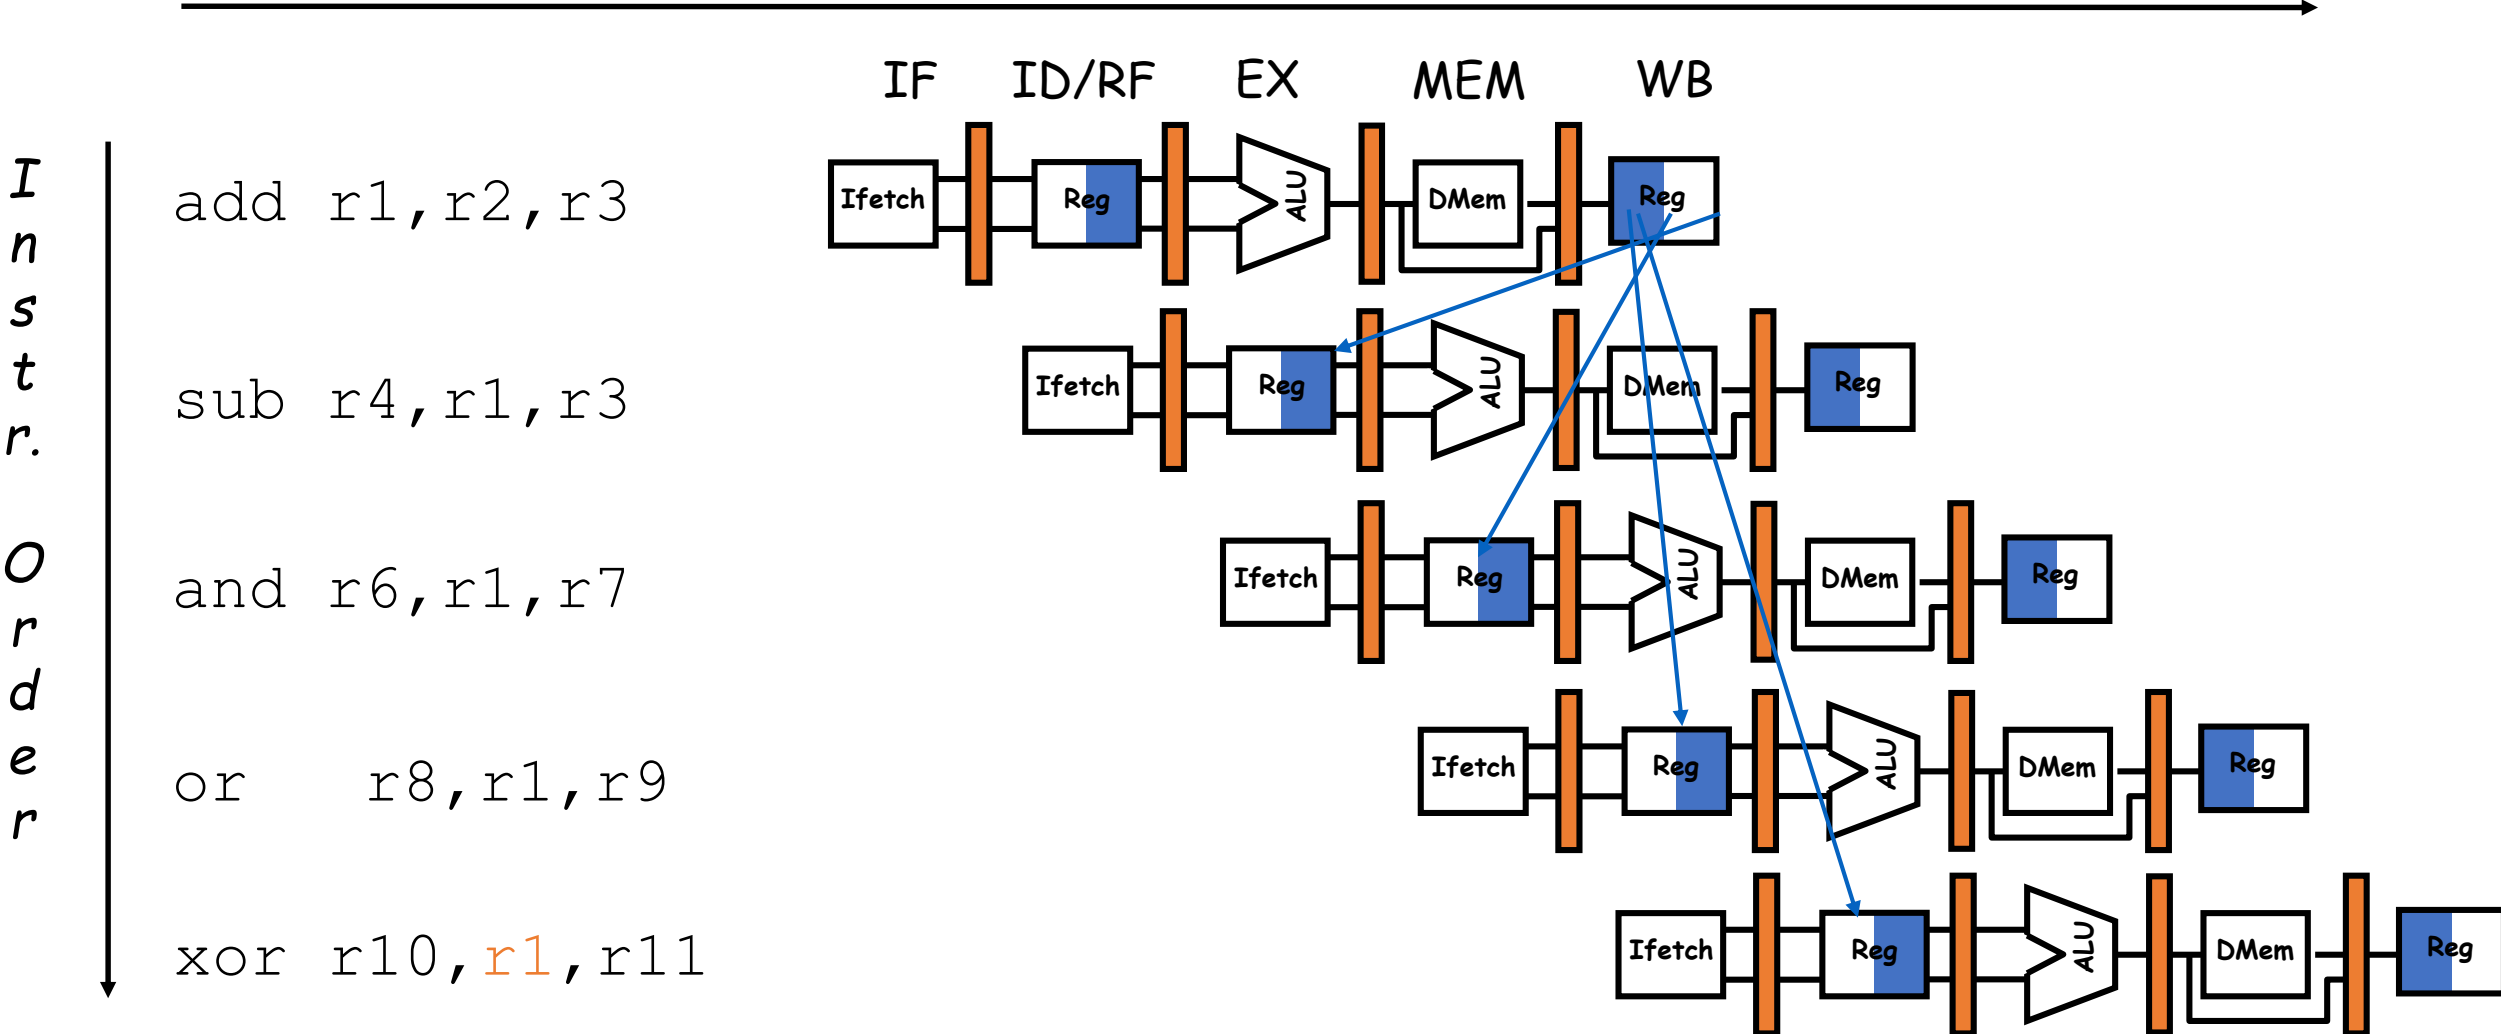 IF ID/RF EX MEM WB
Instr. Order
add r1,r2,r3
Ifetch Reg ALU DMem Reg
sub r4,r1,r3
Ifetch Reg ALU DMem Reg
and r6,r1,r7
Ifetch Reg ALU DMem Reg
or r8,r1,r9
Ifetch Reg ALU DMem Reg
xor r10,r1,r11
Ifetch Reg ALU DMem Reg